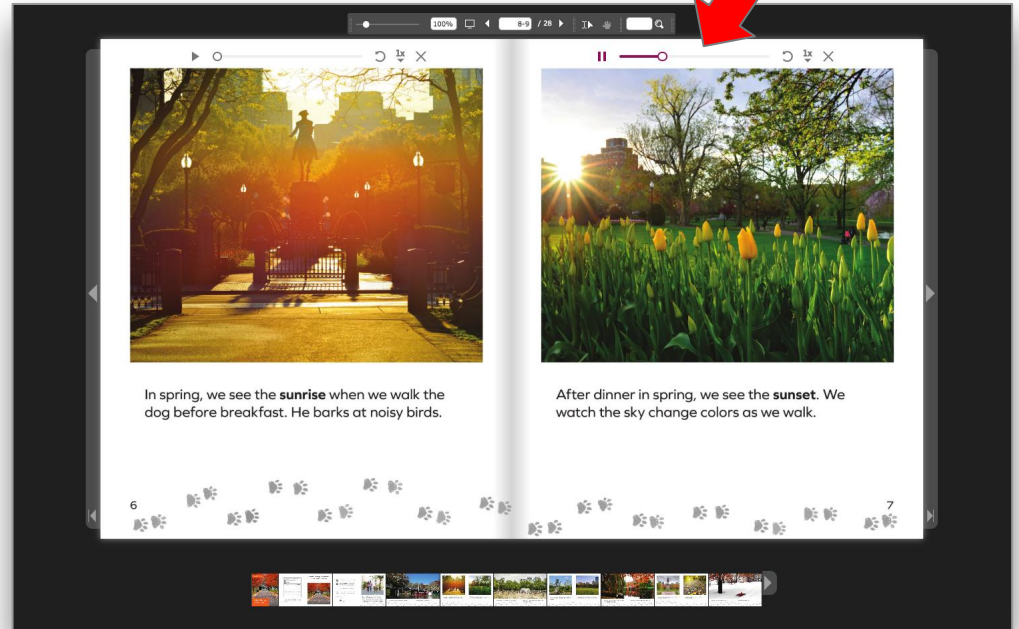 100% 8-9 / 28
1x
1x
In spring, we see the sunrise when we walk the
dog before breakfast. He barks at noisy birds.
6
After dinner in spring, we see the sunset. We
watch the sky change colors as we walk.
7